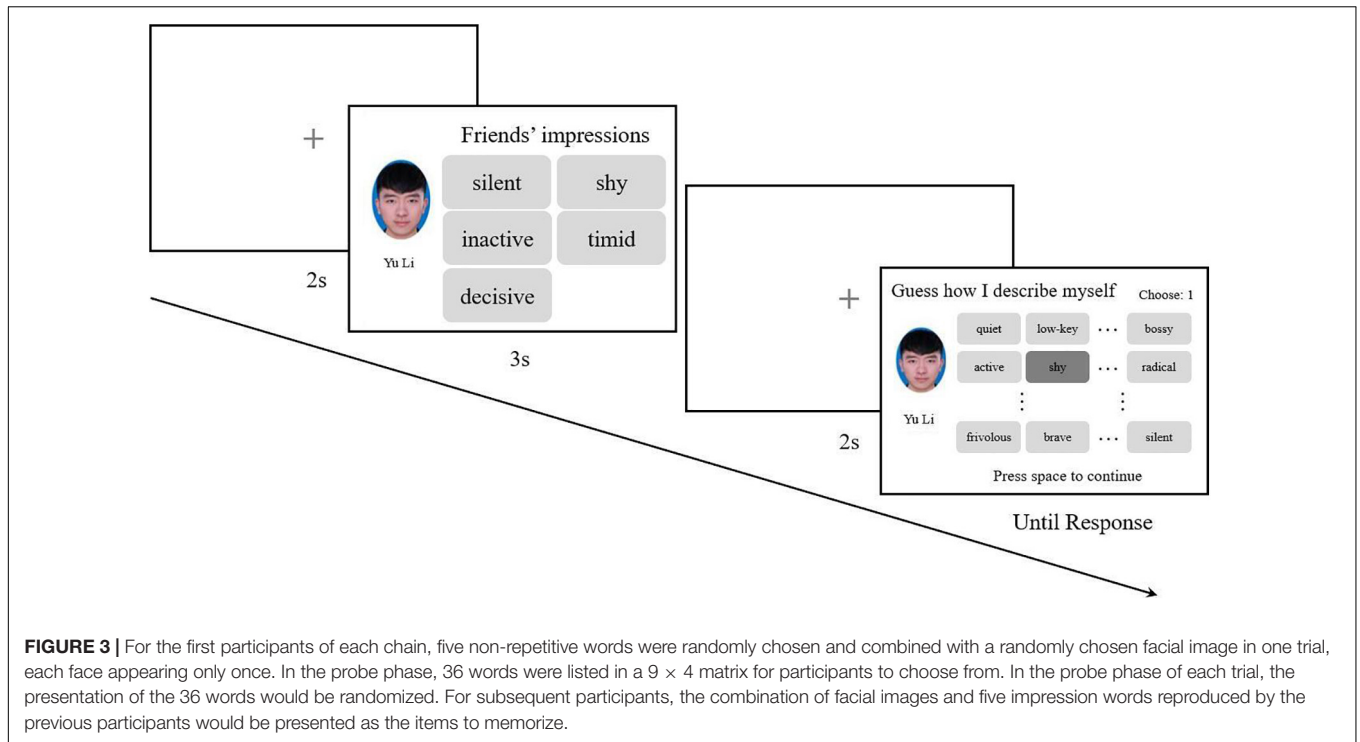 +
2s
Friends' impressions
silent shy
inactive timid
decisive
Yu Li
3s
+
2s
Guess how I describe myself Choose: 1
quiet low-key ... bossy
active shy ... radical
⋮ ⋮
frivolous brave ... silent
Yu Li
Press space to continue
Until Response
FIGURE 3 | For the first participants of each chain, five non-repetitive words were randomly chosen and combined with a randomly chosen facial image in one trial,
each face appearing only once. In the probe phase, 36 words were listed in a 9 × 4 matrix for participants to choose from. In the probe phase of each trial, the
presentation of the 36 words would be randomized. For subsequent participants, the combination of facial images and five impression words reproduced by the
previous participants would be presented as the items to memorize.